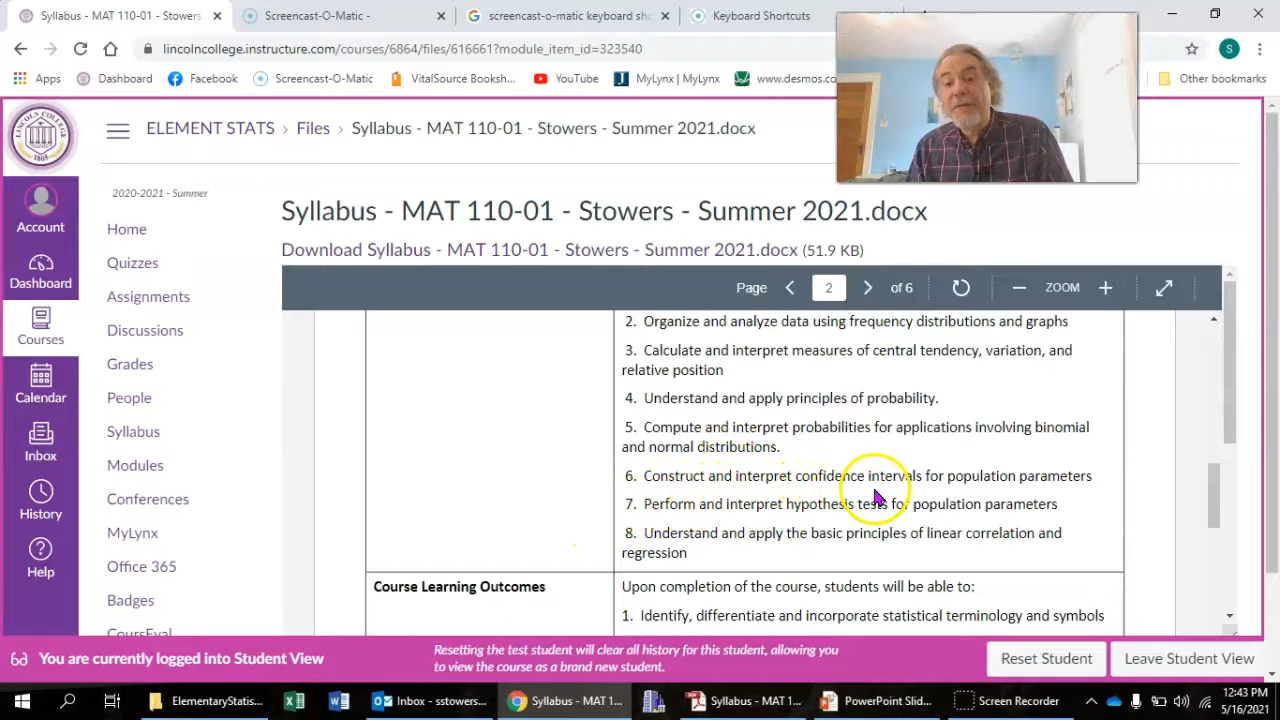 Syllabus - MAT 110-01 - Stowers
Screencast-O-Matic -
screencast-o-matic keyboard sho
Keyboard Shortcuts
lincolncollege.instructure.com/courses/6864/files/616661?module_item_id=323540
S
Apps
Dashboard
Facebook
Screencast-O-Matic
VitalSource Booksh...
YouTube
MyLynx | MyLynx
www.desmos.co
Other bookmarks
LINCOLN COLLEGE
1865
ELEMENT STATS > Files > Syllabus - MAT 110-01 - Stowers - Summer 2021.docx
Account
Dashboard
Courses
Calendar
Inbox
History
Help
2020-2021 - Summer
Home
Quizzes
Assignments
Discussions
Grades
People
Syllabus
Modules
Conferences
MyLynx
Office 365
Badges
CoursEval
Syllabus - MAT 110-01 - Stowers - Summer 2021.docx
Download Syllabus - MAT 110-01 - Stowers - Summer 2021.docx (51.9 KB)
Page 2 of 6 ZOOM
2. Organize and analyze data using frequency distributions and graphs
3. Calculate and interpret measures of central tendency, variation, and
relative position
4. Understand and apply principles of probability.
5. Compute and interpret probabilities for applications involving binomial
and normal distributions.
6. Construct and interpret confidence intervals for population parameters
7. Perform and interpret hypothesis tests for population parameters
8. Understand and apply the basic principles of linear correlation and
regression
Course Learning Outcomes
Upon completion of the course, students will be able to:
1. Identify, differentiate and incorporate statistical terminology and symbols
You are currently logged into Student View
Resetting the test student will clear all history for this student, allowing you
to view the course as a brand new student.
Reset Student
Leave Student View
ElementaryStatis...
Inbox - sstowers...
Syllabus - MAT 1...
Syllabus - MAT 1...
PowerPoint Slid...
Screen Recorder
12:43 PM
5/16/2021